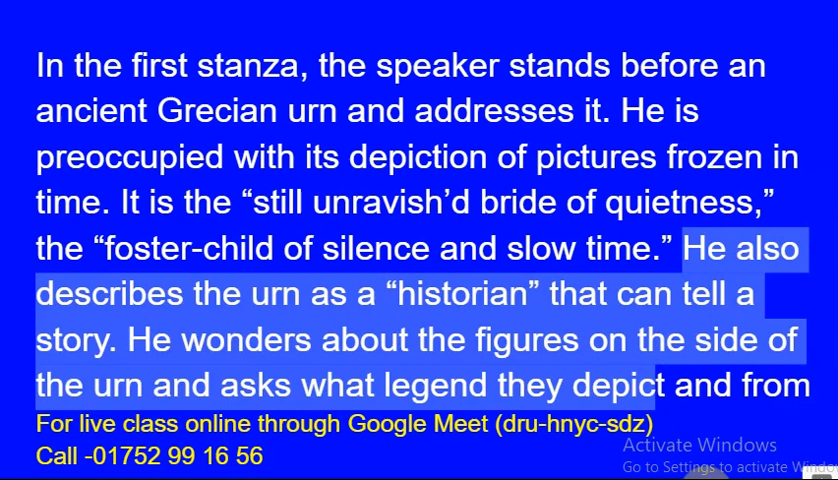 In the first stanza, the speaker stands before an
ancient Grecian urn and addresses it. He is
preoccupied with its depiction of pictures frozen in
time. It is the “still unravish’d bride of quietness,”
the “foster-child of silence and slow time.” He also
describes the urn as a “historian” that can tell a
story. He wonders about the figures on the side of
the urn and asks what legend they depict and from
For live class online through Google Meet (dru-hnyc-sdz)
Call -01752 99 16 56
Activate Windows
Go to Settings to activate Windows